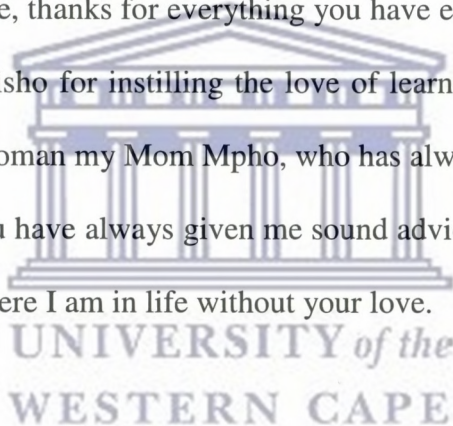 e, thanks for everything you have e
sho for instilling the love of learn
oman my Mom Mpho, who has alw
have always given me sound advi
ere I am in life without your love.
UNIVERSITY of the
WESTERN CAPE